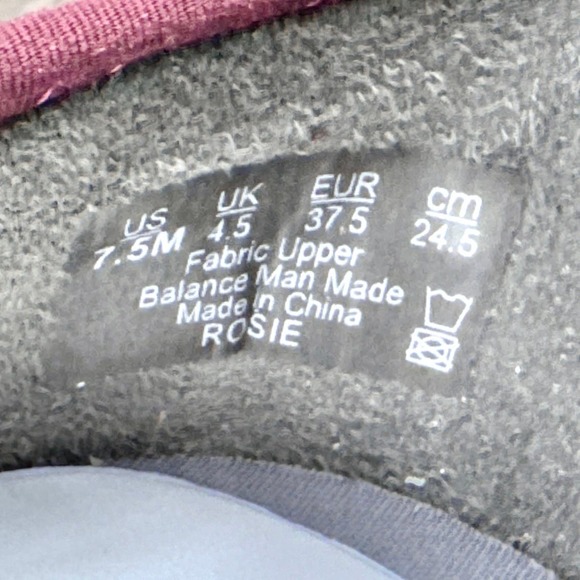 US UK EUR cm
7.5M 4.5 37.5 24.5
Fabric Upper
Balance Man Made
Made in China
ROSIE